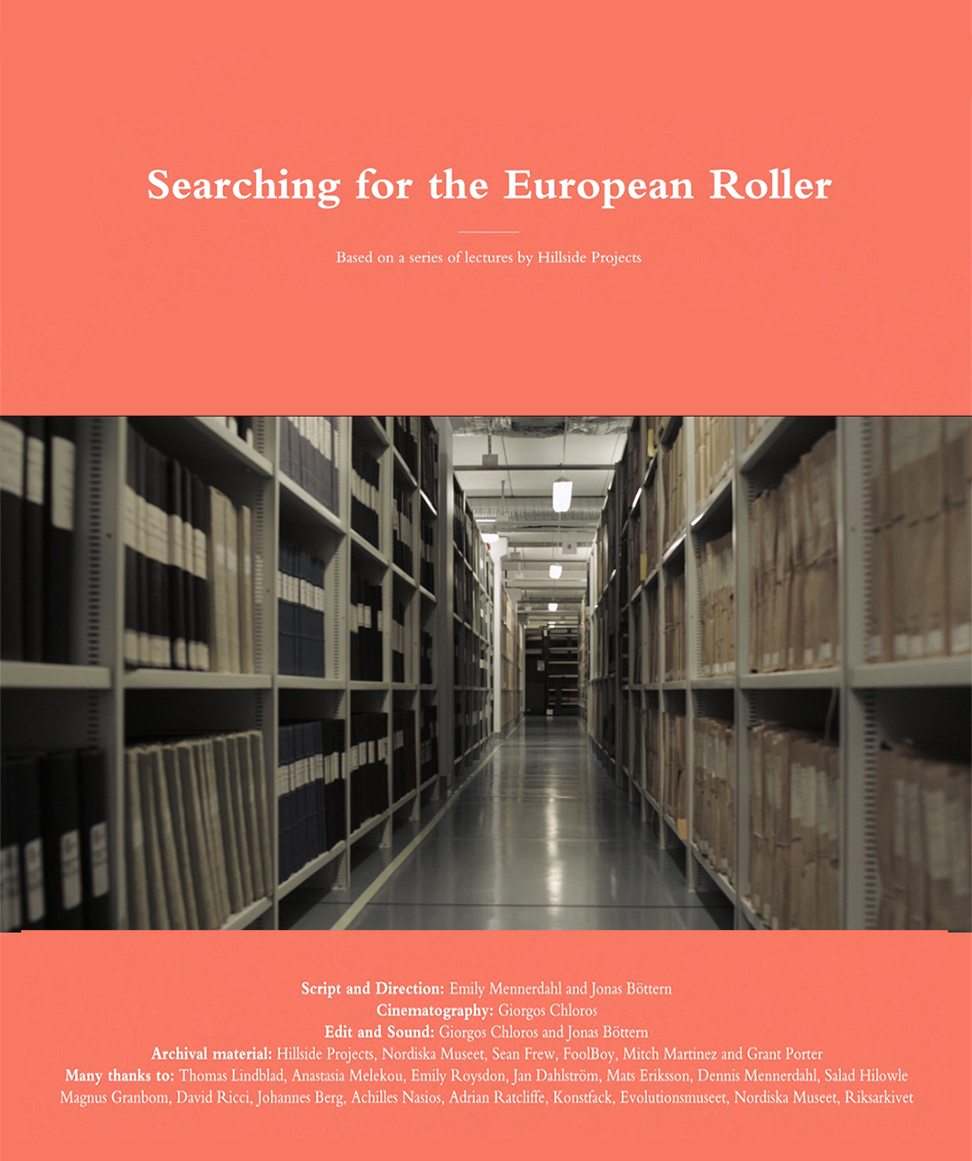 Searching for the European Roller
Based on a series of lectures by Hillside Projects
Script and Direction: Emily Mennerdahl and Jonas Böttern
Cinematography: Giorgos Chloros
Edit and Sound: Giorgos Chloros and Jonas Böttern
Archival material: Hillside Projects, Nordiska Museet, Sean Frew, FoolBoy, Mitch Martinez and Grant Porter
Many thanks to: Thomas Lindblad, Anastasia Melekou, Emily Roysdon, Jan Dahlström, Mats Eriksson, Dennis Mennerdahl, Salad Hilowle
Magnus Granbom, David Ricci, Johannes Berg, Achilles Nasios, Adrian Ratcliffe, Konstfack, Evolutionsmuseet, Nordiska Museet, Riksarkivet